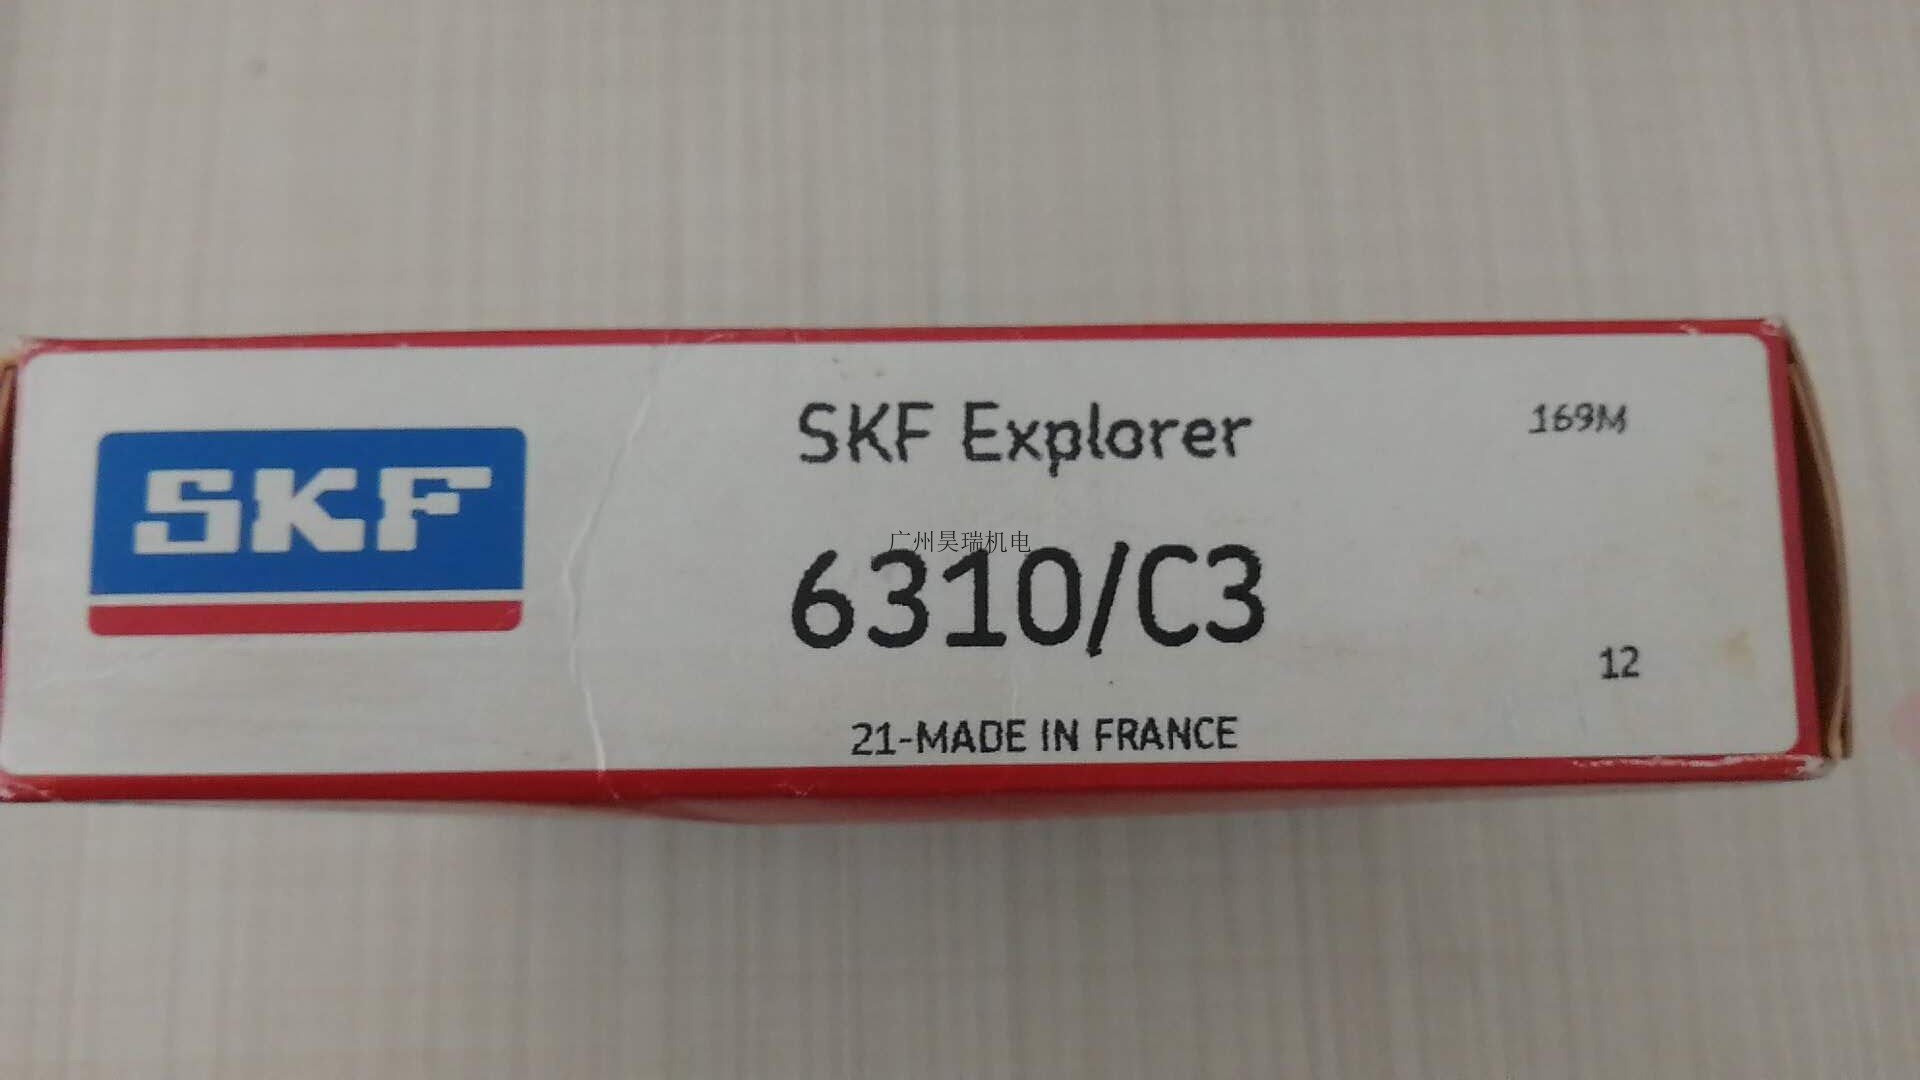 SKF
SKF Explorer
169M
广州昊瑞机电
6310/C3
12
21-MADE IN FRANCE